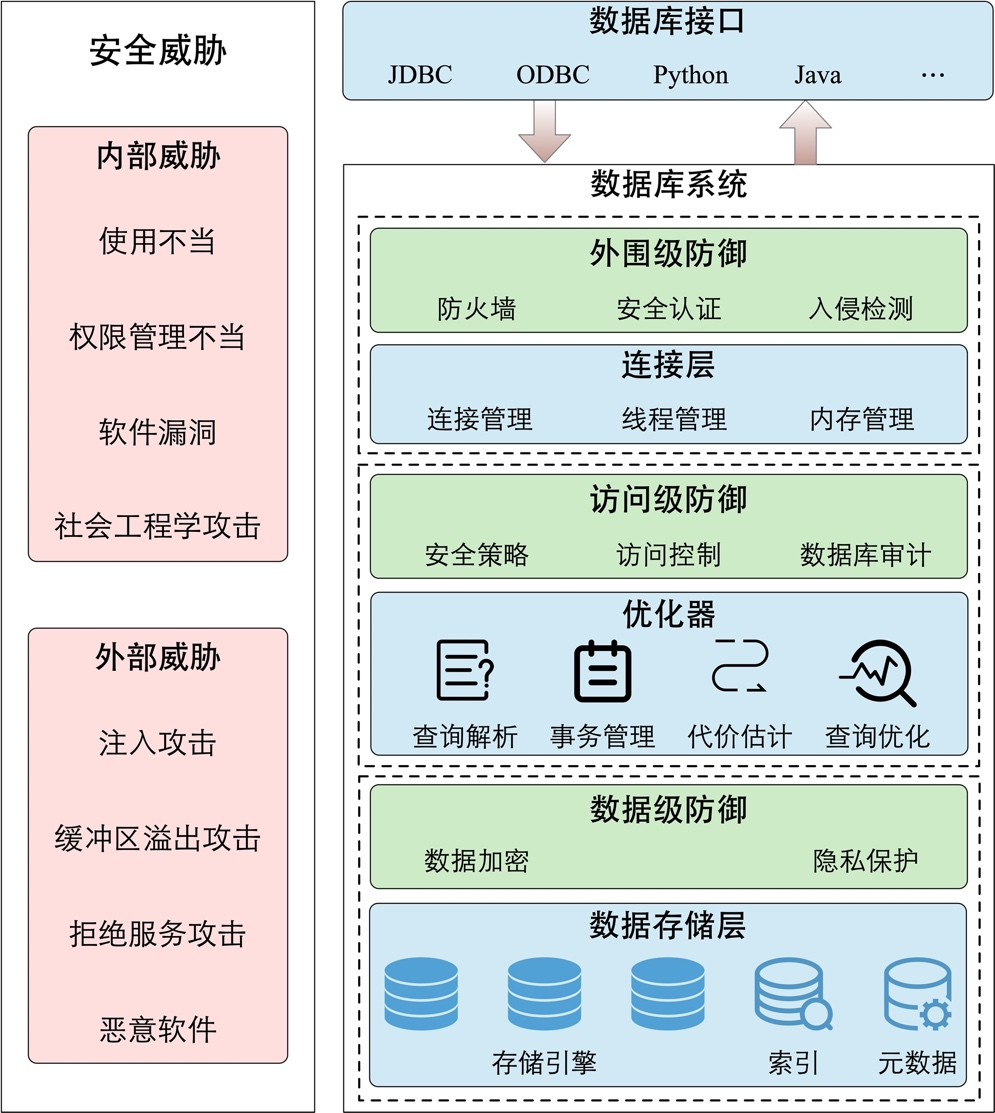 安全威胁
内部威胁
使用不当
权限管理不当
软件漏洞
社会工程学攻击
外部威胁
注入攻击
缓冲区溢出攻击
拒绝服务攻击
恶意软件
数据库接口
JDBC ODBC Python Java …
数据库系统
外围级防御
防火墙 安全认证 入侵检测
连接层
连接管理 线程管理 内存管理
访问级防御
安全策略 访问控制 数据库审计
优化器
查询解析 事务管理 代价估计 查询优化
数据级防御
数据加密 隐私保护
数据存储层
存储引擎 索引 元数据